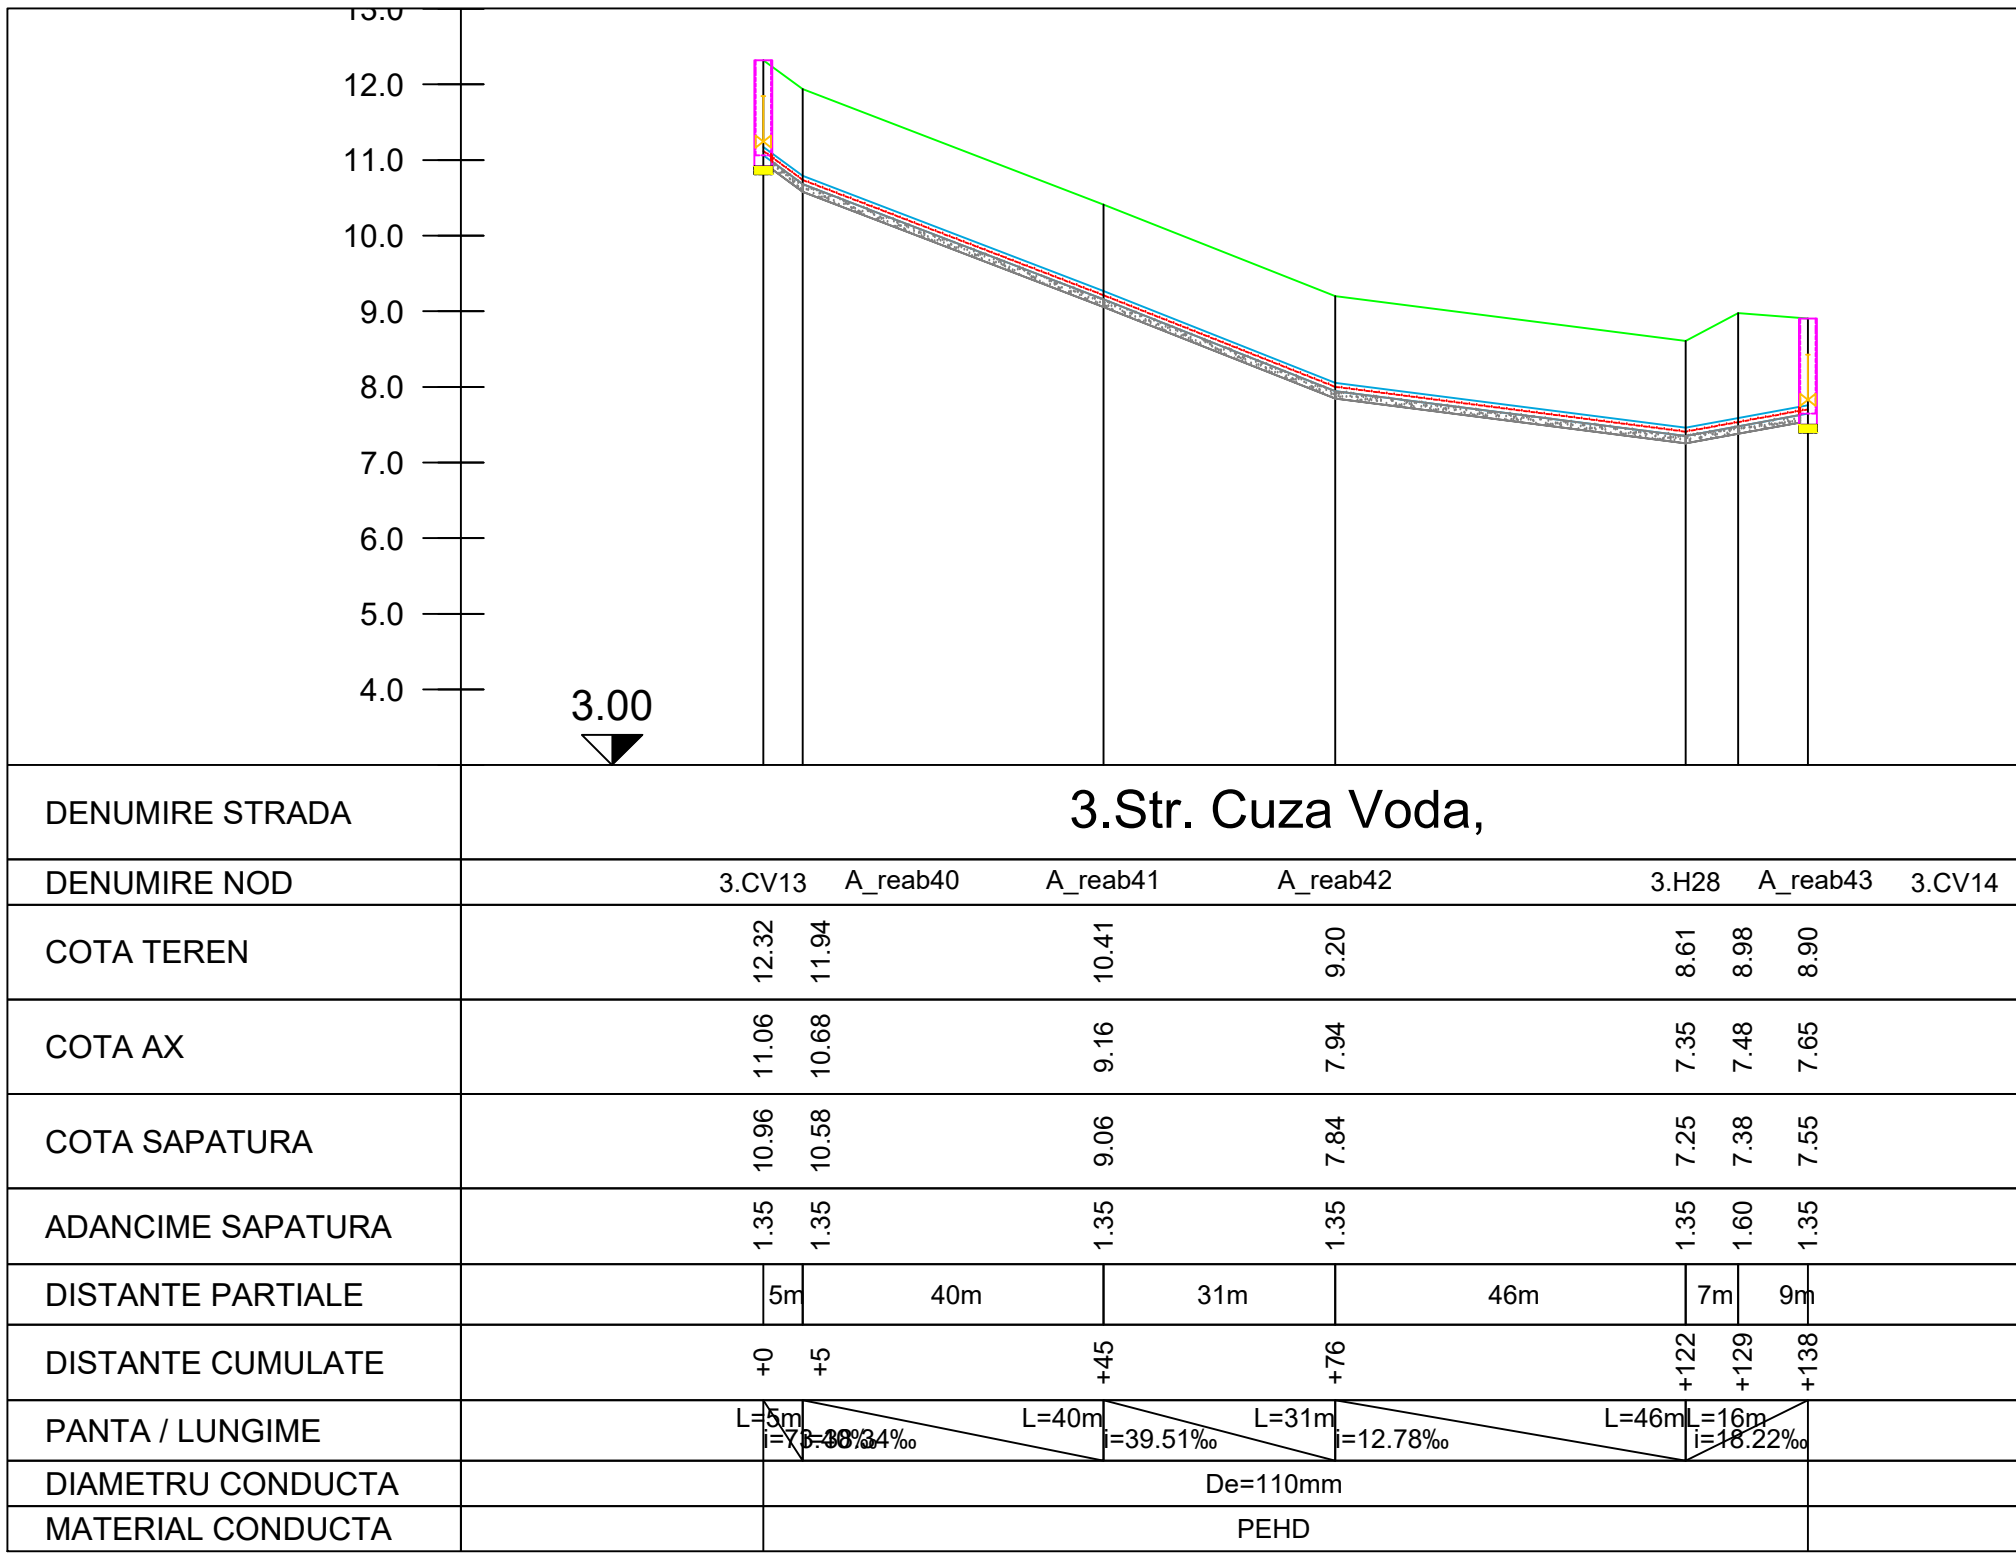 13.0
12.0
11.0
10.0
9.0
8.0
7.0
6.0
5.0
4.0
3.00
DENUMIRE STRADA 3.Str. Cuza Voda,
DENUMIRE NOD 3.CV13 A_reab40 A_reab41 A_reab42 3.H28 A_reab43 3.CV14
COTA TEREN 12.32 11.94 10.41 9.20 8.61 8.98 8.90
COTA AX 11.06 10.68 9.16 7.94 7.35 7.48 7.65
COTA SAPATURA 10.96 10.58 9.06 7.84 7.25 7.38 7.55
ADANCIME SAPATURA 1.35 1.35 1.35 1.35 1.35 1.60 1.35
DISTANTE PARTIALE 5m 40m 31m 46m 7m 9m
DISTANTE CUMULATE +0 +5 +45 +76 +122 +129 +138
PANTA / LUNGIME L=5m L=40m L=31m L=46m L=16m
i=39.51‰ i=12.78‰ i=18.22‰
DIAMETRU CONDUCTA De=110mm
MATERIAL CONDUCTA PEHD